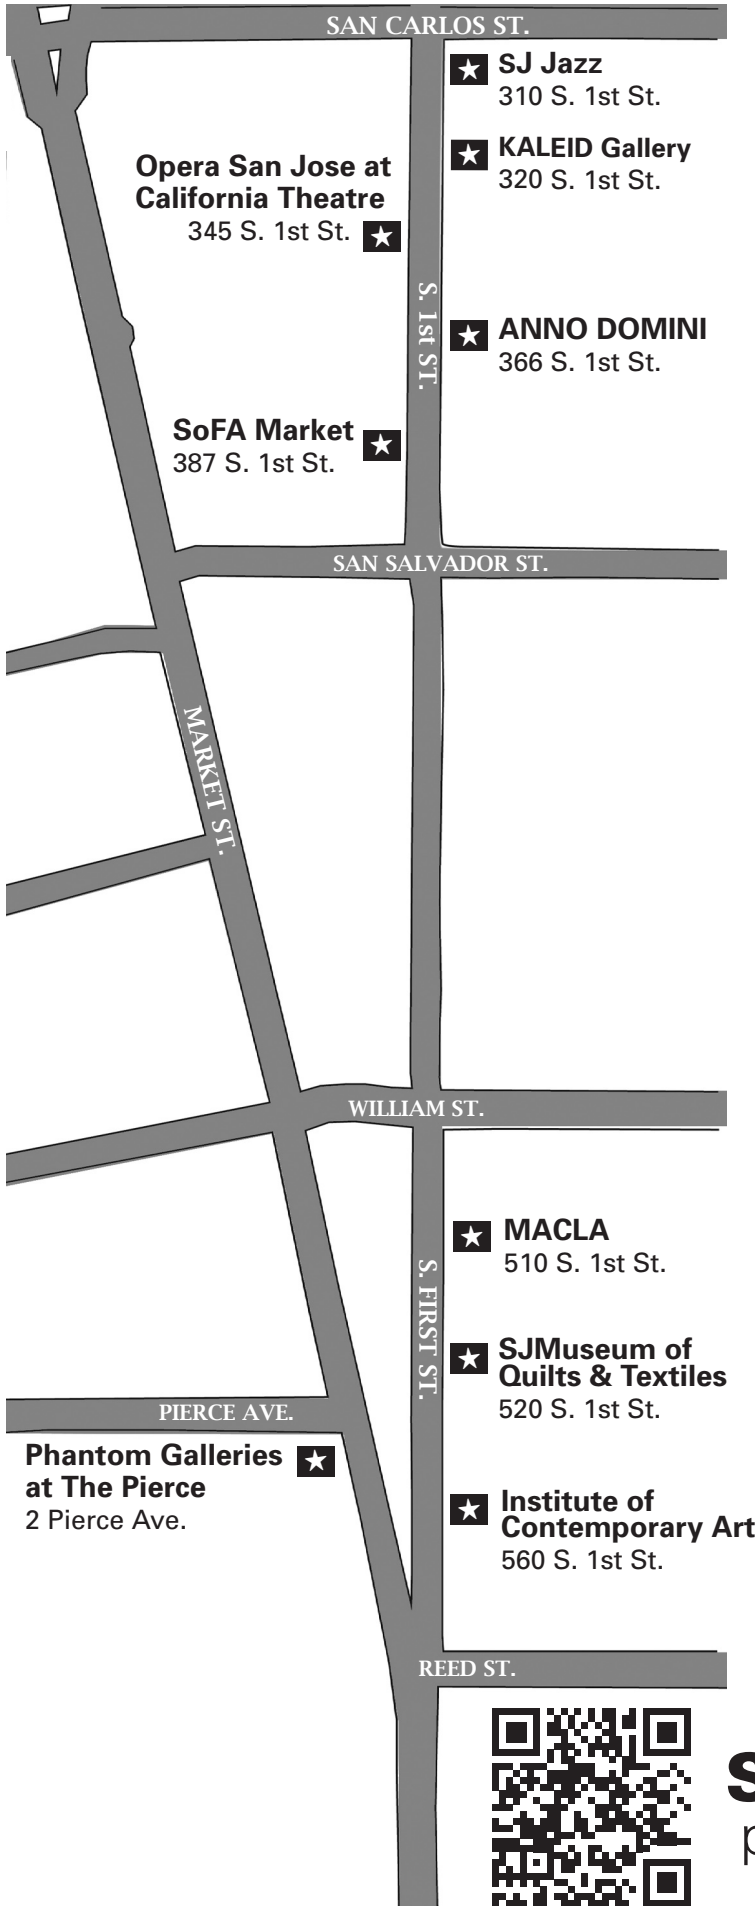 SAN CARLOS ST.
SJ Jazz
310 S. 1st St.
KALEID Gallery
320 S. 1st St.
Opera San Jose at
California Theatre
345 S. 1st St.
S. 1st ST.
ANNO DOMINI
366 S. 1st St.
SoFA Market
387 S. 1st St.
SAN SALVADOR ST.
MARKET ST.
WILLIAM ST.
MACLA
510 S. 1st St.
S. FIRST ST.
SJMuseum of
Quilts & Textiles
520 S. 1st St.
PIERCE AVE.
Phantom Galleries
at The Pierce
2 Pierce Ave.
Institute of
Contemporary Art
560 S. 1st St.
REED ST.